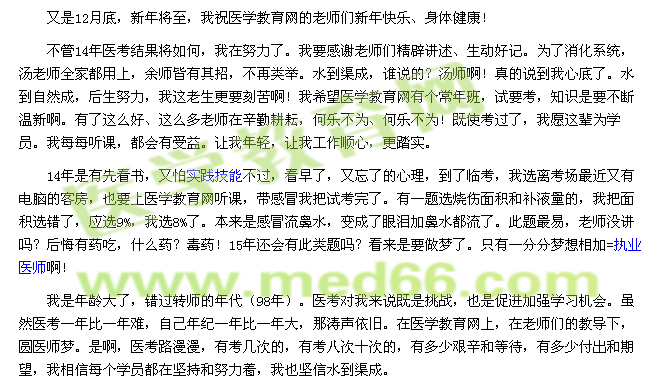 又是12月底，新年将至，我祝医学教育网的老师们新年快乐、身体健康！
不管14年医考结果将如何，我在努力了。我要感谢老师们精辟讲述、生动好记。为了消化系统，
汤老师全家都用上，余师皆有其招，不再类举。水到渠成，谁说的？汤师啊！真的说到我心底了。水
到自然成，后生努力，我这老生更要刻苦啊！我希望医学教育网有个常年班，试要考，知识是要不断
温新啊。有了这么好、这么多老师在辛勤耕耘，何乐不为、何乐不为！既使考过了，我愿这辈为学
员。我每每听课，都会有受益。让我年轻，让我工作顺心，更踏实。
14年是有先看书，又怕实践技能不过，看早了，又忘了的心理，到了临考，我选离考场最近又有
电脑的客房，也要上医学教育网听课，带感冒我把试考完了。有一题选烧伤面积和补液量的，我把面
积选错了，应选9%，我选8%了。本来是感冒流鼻水，变成了眼泪加鼻水都流了。此题最易，老师没讲
吗？后悔有药吃，什么药？毒药！15年还会有此类题吗？看来是要做梦了。只有一分分梦想相加=执业
医师啊！
我是年龄大了，错过转师的年代（98年）。医考对我来说既是挑战，也是促进加强学习机会。虽
然医考一年比一年难，自己年纪一年比一年大，那涛声依旧。在医学教育网上，在老师们的教导下，
圆医师梦。是啊，医考路漫漫，有考几次的，有考八次十次的，有多少艰辛和等待，有多少付出和期
望，我相信每个学员都在坚持和努力着，我也坚信水到渠成。
医学教育网
www.med66.com